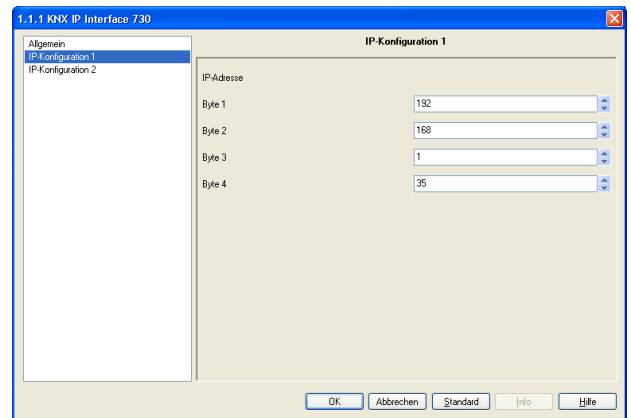 1.1.1 KNX IP Interface 730
Allgemein
IP-Konfiguration 1
IP-Konfiguration 2
IP-Konfiguration 1
IP-Adresse
Byte 1 192
Byte 2 168
Byte 3 1
Byte 4 35
OK Abbrechen Standard Info Hilfe